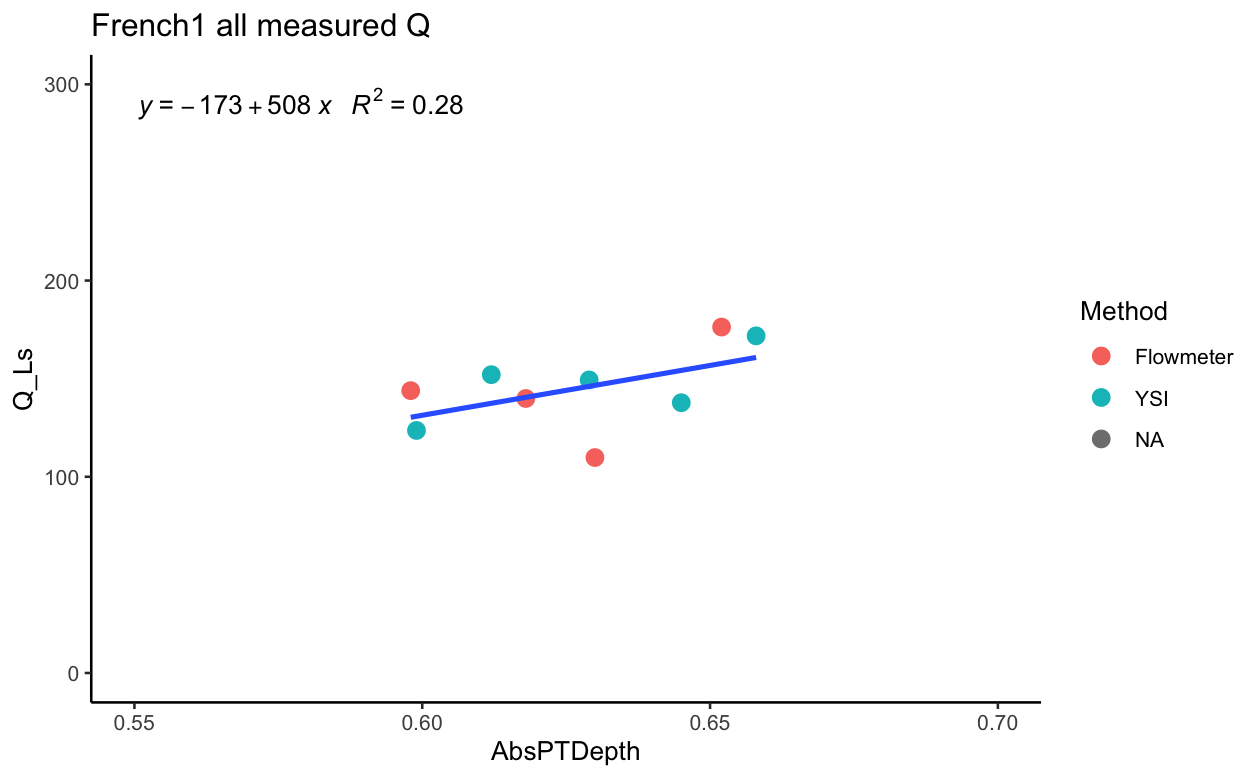 French1 all measured Q
300
y = −173 + 508 x R² = 0.28
200
100
0
0.55 0.60 0.65 0.70
AbsPTDepth
Q_Ls
Method
Flowmeter
YSI
NA